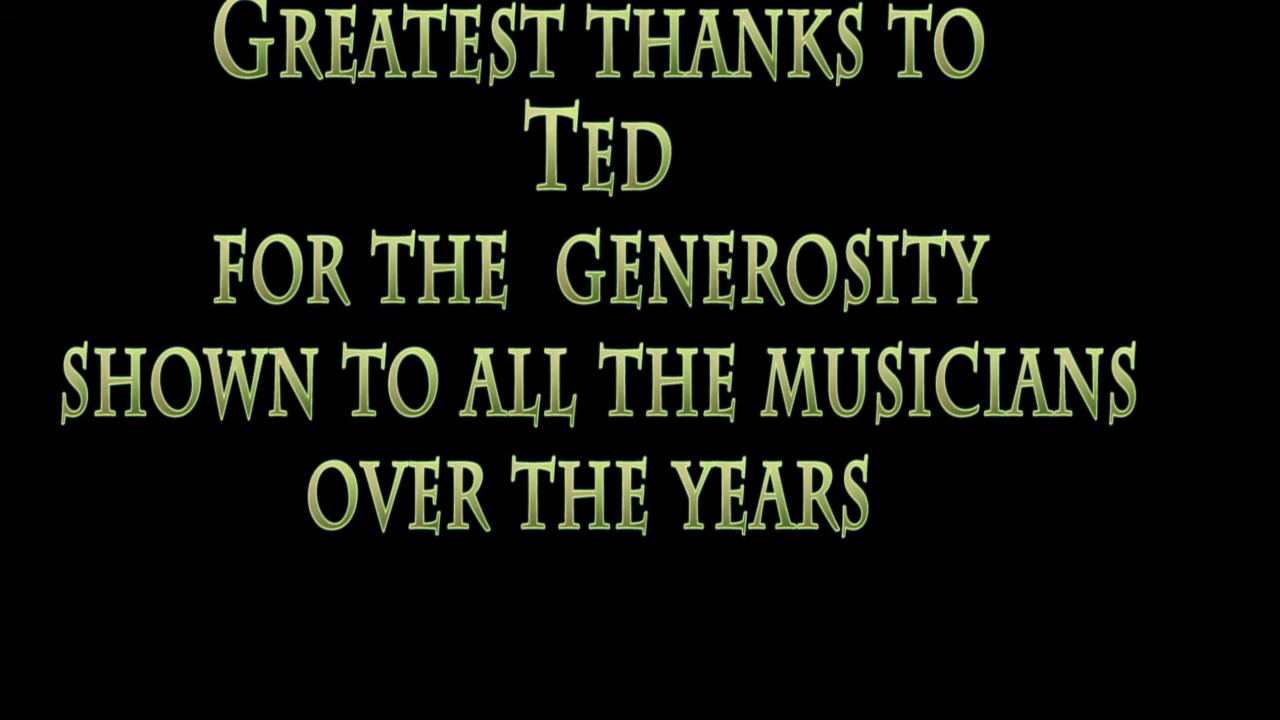 Greatest thanks to
Ted
for the generosity
shown to all the musicians
over the years